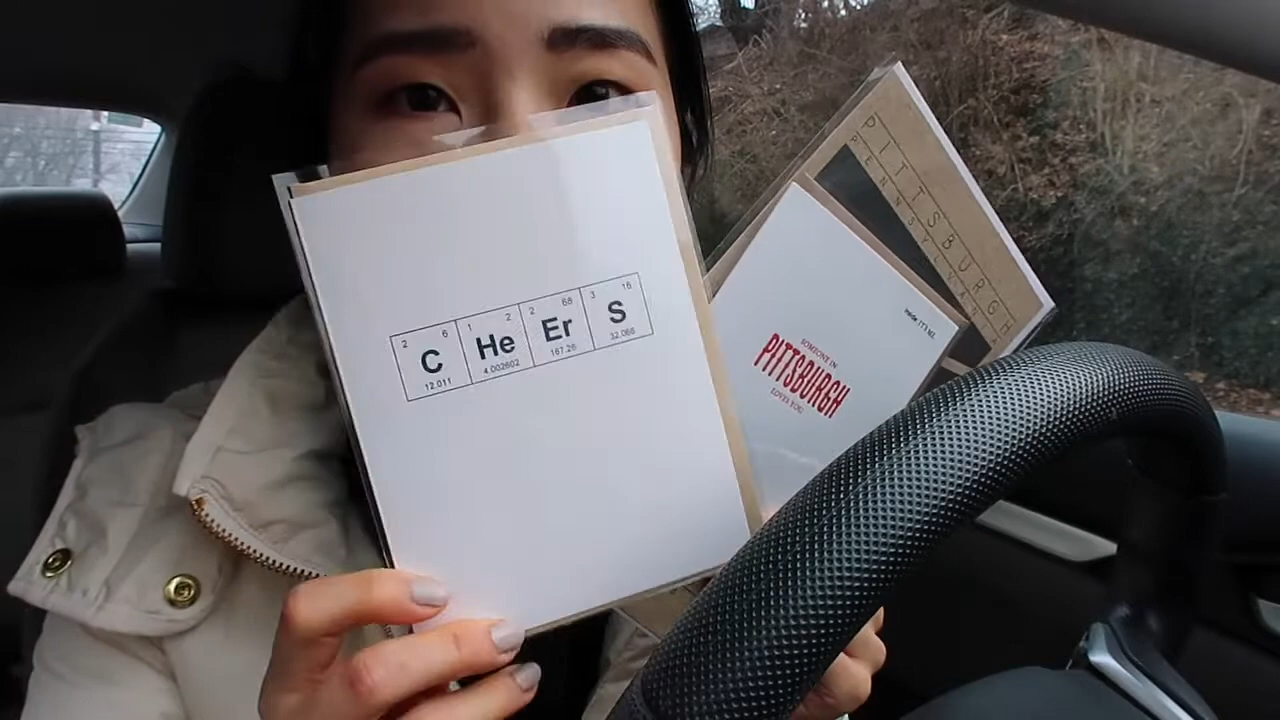 2 6 1 2 2 68 3 16
C He Er S
12.011 4.002602 167.26 32.066
SOMEONE IN
PITTSBURGH
LOVES YOU
PITTSBURGH
PENNSYLVANIA